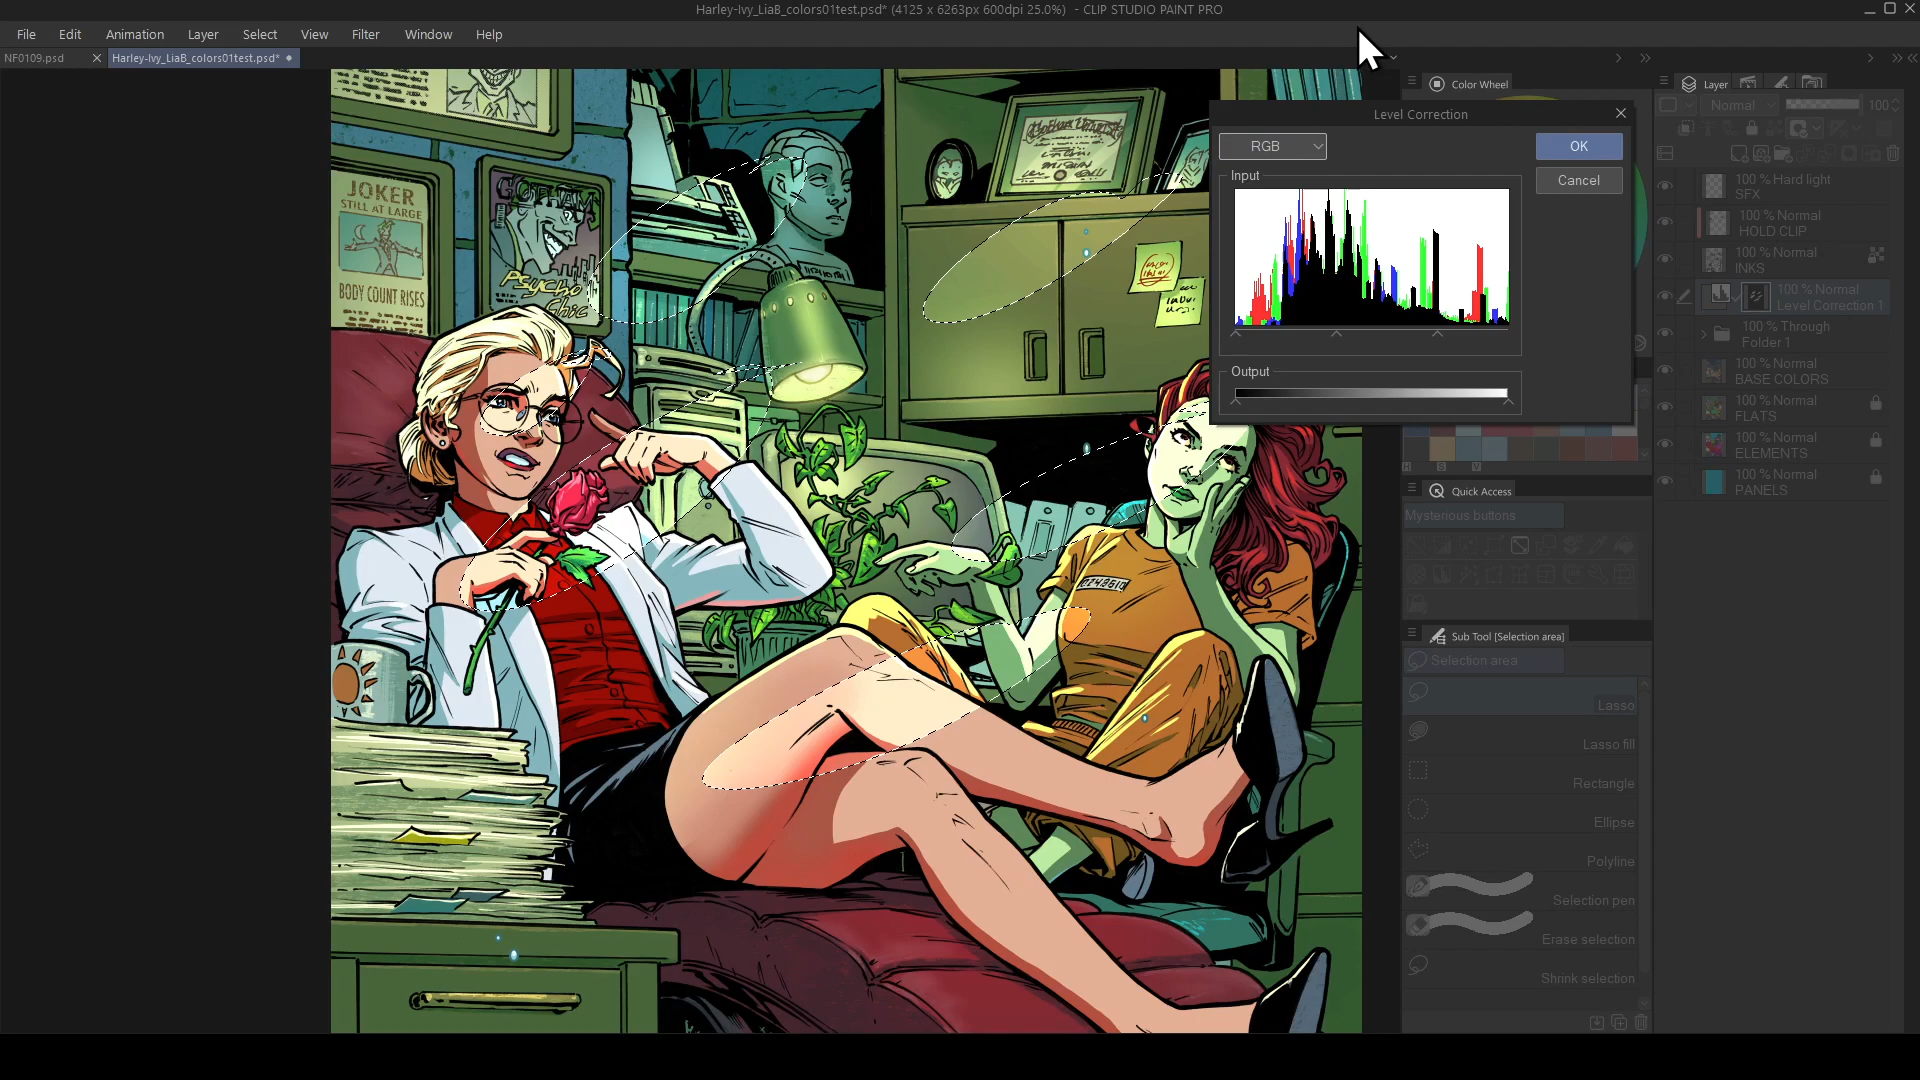 Harley-Ivy_LiaB_colors01test.psd* (4125 x 6263px 600dpi 25.0%) - CLIP STUDIO PAINT PRO
File Edit Animation Layer Select View Filter Window Help
NF0109.psd
Harley-Ivy_LiaB_colors01test.psd*
Color Wheel
Layer
Level Correction
Normal
100
RGB
OK
Cancel
Input
Output
100 % Hard light
SFX
100 % Normal
HOLD CLIP
100 % Normal
INKS
100 % Normal
Level Correction 1
100 % Through
Folder 1
100 % Normal
BASE COLORS
100 % Normal
FLATS
100 % Normal
ELEMENTS
100 % Normal
PANELS
H S V
Quick Access
Mysterious buttons
Sub Tool [Selection area]
Selection area
Lasso
Lasso fill
Rectangle
Ellipse
Polyline
Selection pen
Erase selection
Shrink selection
JOKER
STILL AT LARGE
BODY COUNT RISES
GOTHAM
Psycho
Chic